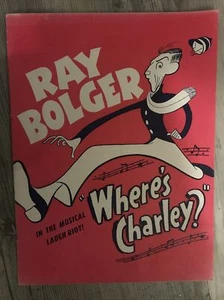 RAY
BOLGER
IN THE MUSICAL
LAUGH RIOT!
"Where's
Charley?"